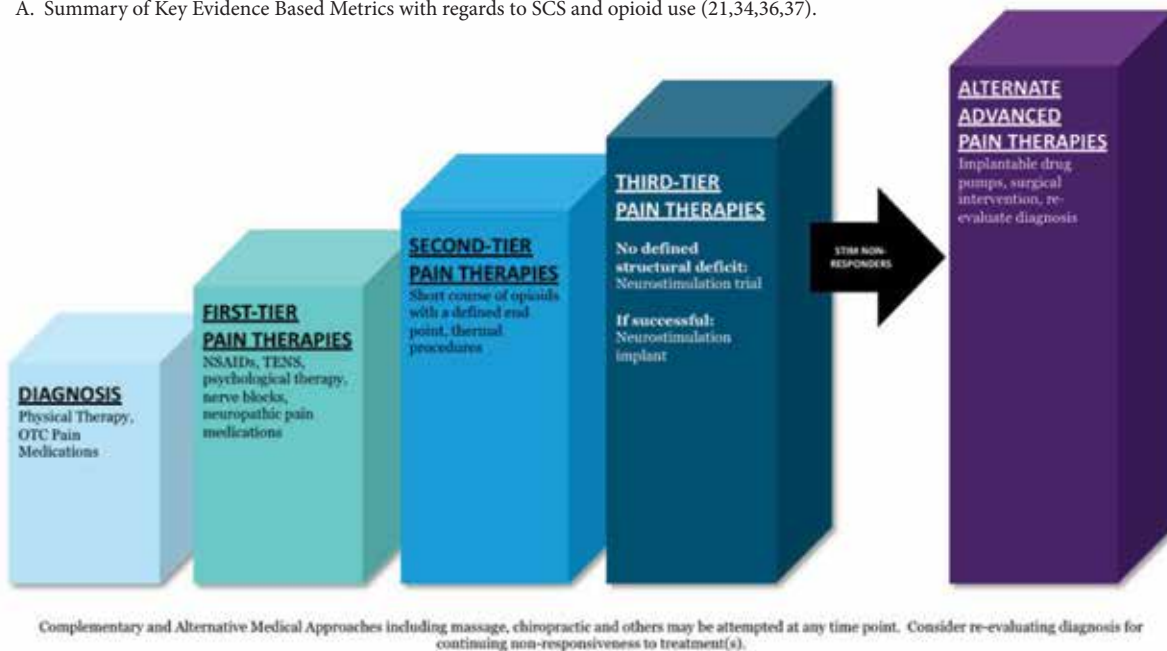 A. Summary of Key Evidence Based Metrics with regards to SCS and opioid use (21,34,36,37).
DIAGNOSIS
Physical Therapy,
OTC Pain
Medications
FIRST-TIER
PAIN THERAPIES
NSAIDs, TENS,
psychological therapy,
nerve blocks,
neuropathic pain
medications
SECOND-TIER
PAIN THERAPIES
Short course of opioids
with a defined end
point, thermal
procedures
THIRD-TIER
PAIN THERAPIES
No defined
structural deficit:
Neurostimulation trial
If successful:
Neurostimulation
implant
STIM NON-
RESPONDERS
ALTERNATE
ADVANCED
PAIN THERAPIES
Implantable drug
pumps, surgical
intervention, re-
evaluate diagnosis
Complementary and Alternative Medical Approaches including massage, chiropractic and others may be attempted at any time point. Consider re-evaluating diagnosis for
continuing non-responsiveness to treatment(s).